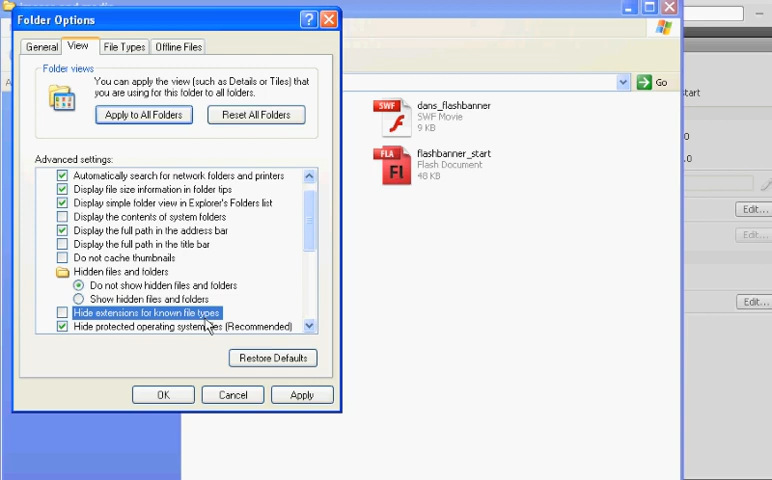 Folder Options
General
View
File Types
Offline Files
Folder views
You can apply the view (such as Details or Tiles) that
you are using for this folder to all folders.
Apply to All Folders
Reset All Folders
Advanced settings:
Automatically search for network folders and printers
Display file size information in folder tips
Display simple folder view in Explorer's Folders list
Display the contents of system folders
Display the full path in the address bar
Display the full path in the title bar
Do not cache thumbnails
Hidden files and folders
Do not show hidden files and folders
Show hidden files and folders
Hide extensions for known file types
Hide protected operating system files (Recommended)
Restore Defaults
OK
Cancel
Apply
Go
SWF
dans_flashbanner
SWF Movie
9 KB
FLA
Fl
flashbanner_start
Flash Document
48 KB
tart
0
.0
Edit...
Edit...
Edit...